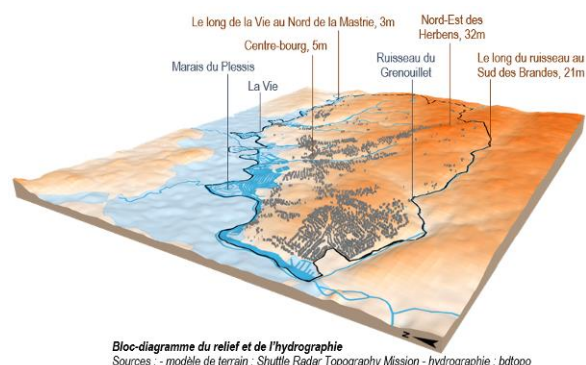 Le long de la Vie au Nord de la Mastrie, 3m
Nord-Est des
Herbens, 32m
Centre-bourg, 5m
Marais du Plessis
Ruisseau du
Grenouillet
Le long du ruisseau au
Sud des Brandes, 21m
La Vie
N
Bloc-diagramme du relief et de l'hydrographie
Sources : - modèle de terrain : Shuttle Radar Topography Mission - hydrographie : bdtopo